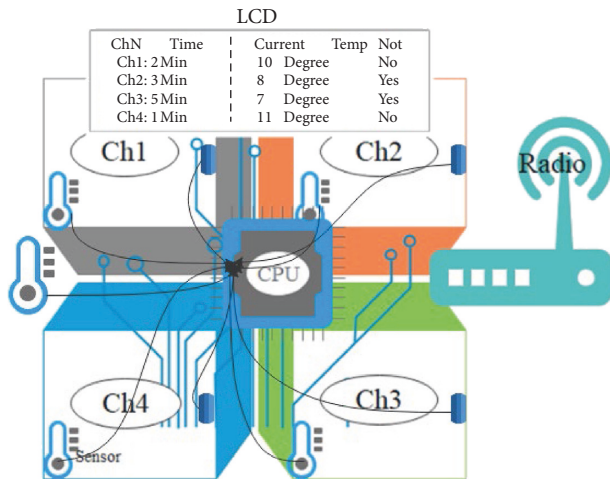 LCD
ChN Time Current Temp Not
Ch1: 2 Min 10 Degree No
Ch2: 3 Min 8 Degree Yes
Ch3: 5 Min 7 Degree Yes
Ch4: 1 Min 11 Degree No
Ch1
Ch2
Radio
CPU
Ch4
Ch3
Sensor